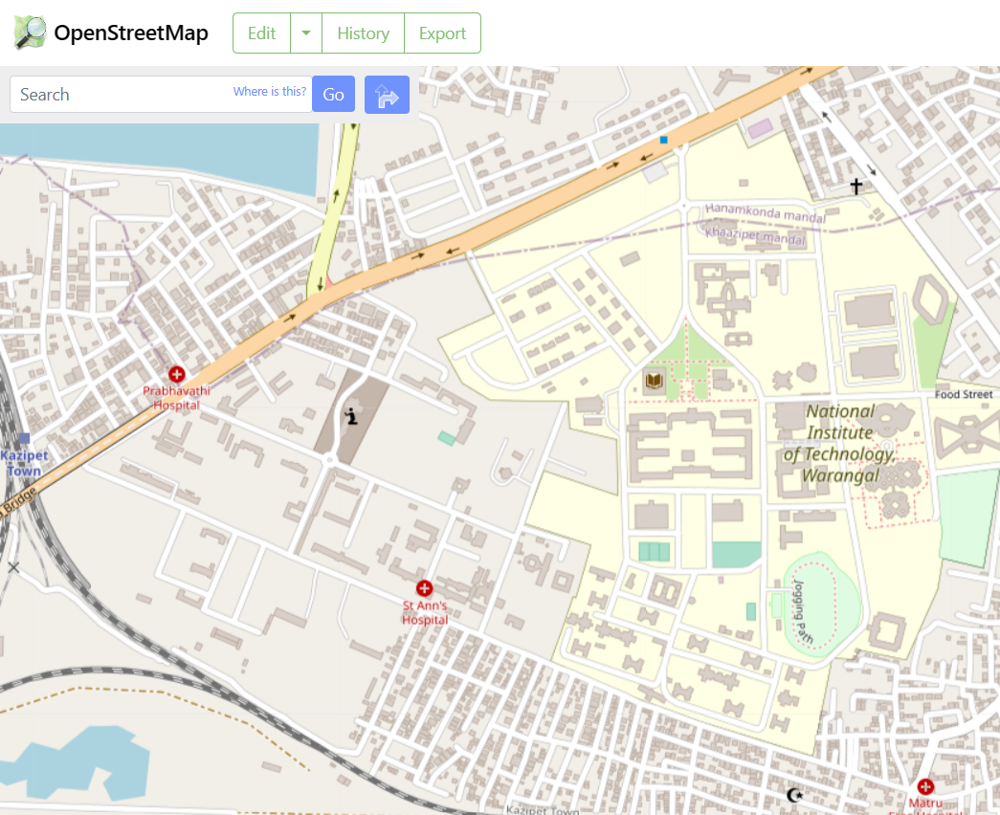 OpenStreetMap
Edit
History
Export
Search
Where is this?
Go
Hanamkonda mandal
Khaazipet mandal
Prabhavathi
Hospital
Food Street
National
Institute
of Technology,
Warangal
Kazipet
Town
Bridge
Jogging Path
St Ann's
Hospital
Matru
Kazipet Town